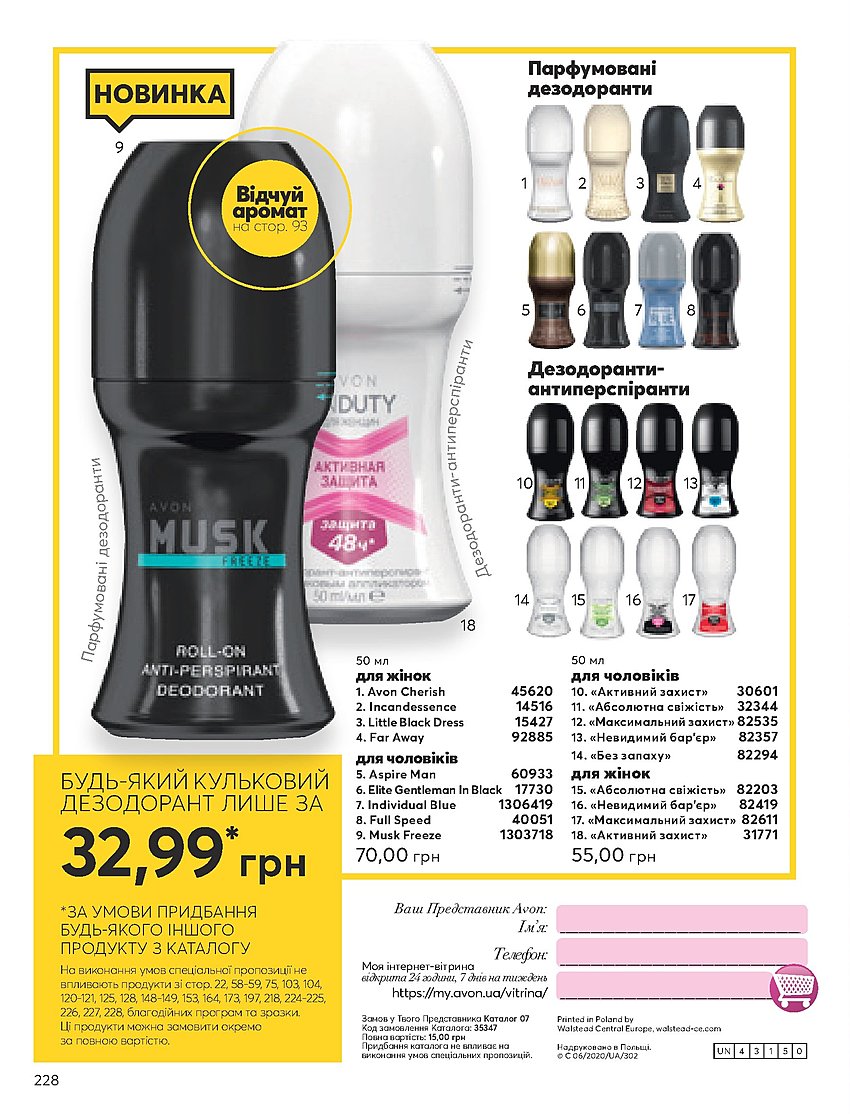 НОВИНКА
9
Відчуй
аромат
на стор. 93
Парфумовані дезодоранти
AVON
MUSK
FREEZE
ROLL-ON
ANTI-PERSPIRANT
DEODORANT
VON
NDUTY
ДЛЯ ЖЕНЩИН
АКТИВНАЯ
ЗАЩИТА
защита
48ч*
50 ml/мл e
Дезодоранти-антиперспіранти
18
Парфумовані
дезодоранти
1
2
3
4
5
6
7
8
Дезодоранти-
антиперспіранти
10
11
12
13
14
15
16
17
50 мл
для жінок
1. Avon Cherish 45620
2. Incandessence 14516
3. Little Black Dress 15427
4. Far Away 92885
для чоловіків
5. Aspire Man 60933
6. Elite Gentleman In Black 17730
7. Individual Blue 1306419
8. Full Speed 40051
9. Musk Freeze 1303718
70,00 грн
50 мл
для чоловіків
10. «Активний захист» 30601
11. «Абсолютна свіжість» 32344
12. «Максимальний захист» 82535
13. «Невидимий бар'єр» 82357
14. «Без запаху» 82294
для жінок
15. «Абсолютна свіжість» 82203
16. «Невидимий бар'єр» 82419
17. «Максимальний захист» 82611
18. «Активний захист» 31771
55,00 грн
БУДЬ-ЯКИЙ КУЛЬКОВИЙ
ДЕЗОДОРАНТ ЛИШЕ ЗА
32,99* грн
*ЗА УМОВИ ПРИДБАННЯ
БУДЬ-ЯКОГО ІНШОГО
ПРОДУКТУ З КАТАЛОГУ
На виконання умов спеціальної пропозиції не
впливають продукти зі стор. 22, 58-59, 75, 103, 104,
120-121, 125, 128, 148-149, 153, 164, 173, 197, 218, 224-225,
226, 227, 228, благодійних програм та зразки.
Ці продукти можна замовити окремо
за повною вартістю.
Ваш Представник Avon:
Ім'я:
Телефон:
Моя інтернет-вітрина
відкрита 24 години, 7 днів на тиждень
https://my.avon.ua/vitrina/
Замов у Твого Представника Каталог 07
Код замовлення Каталога: 35347
Повна вартість: 15,00 грн
Придбання каталога не впливає на
виконання умов спеціальних пропозицій.
Printed in Poland by
Walstead Central Europe, walstead-ce.com
Надруковано в Польщі.
© C 06/2020/UA/302
UN 4 3 1 5 0
228